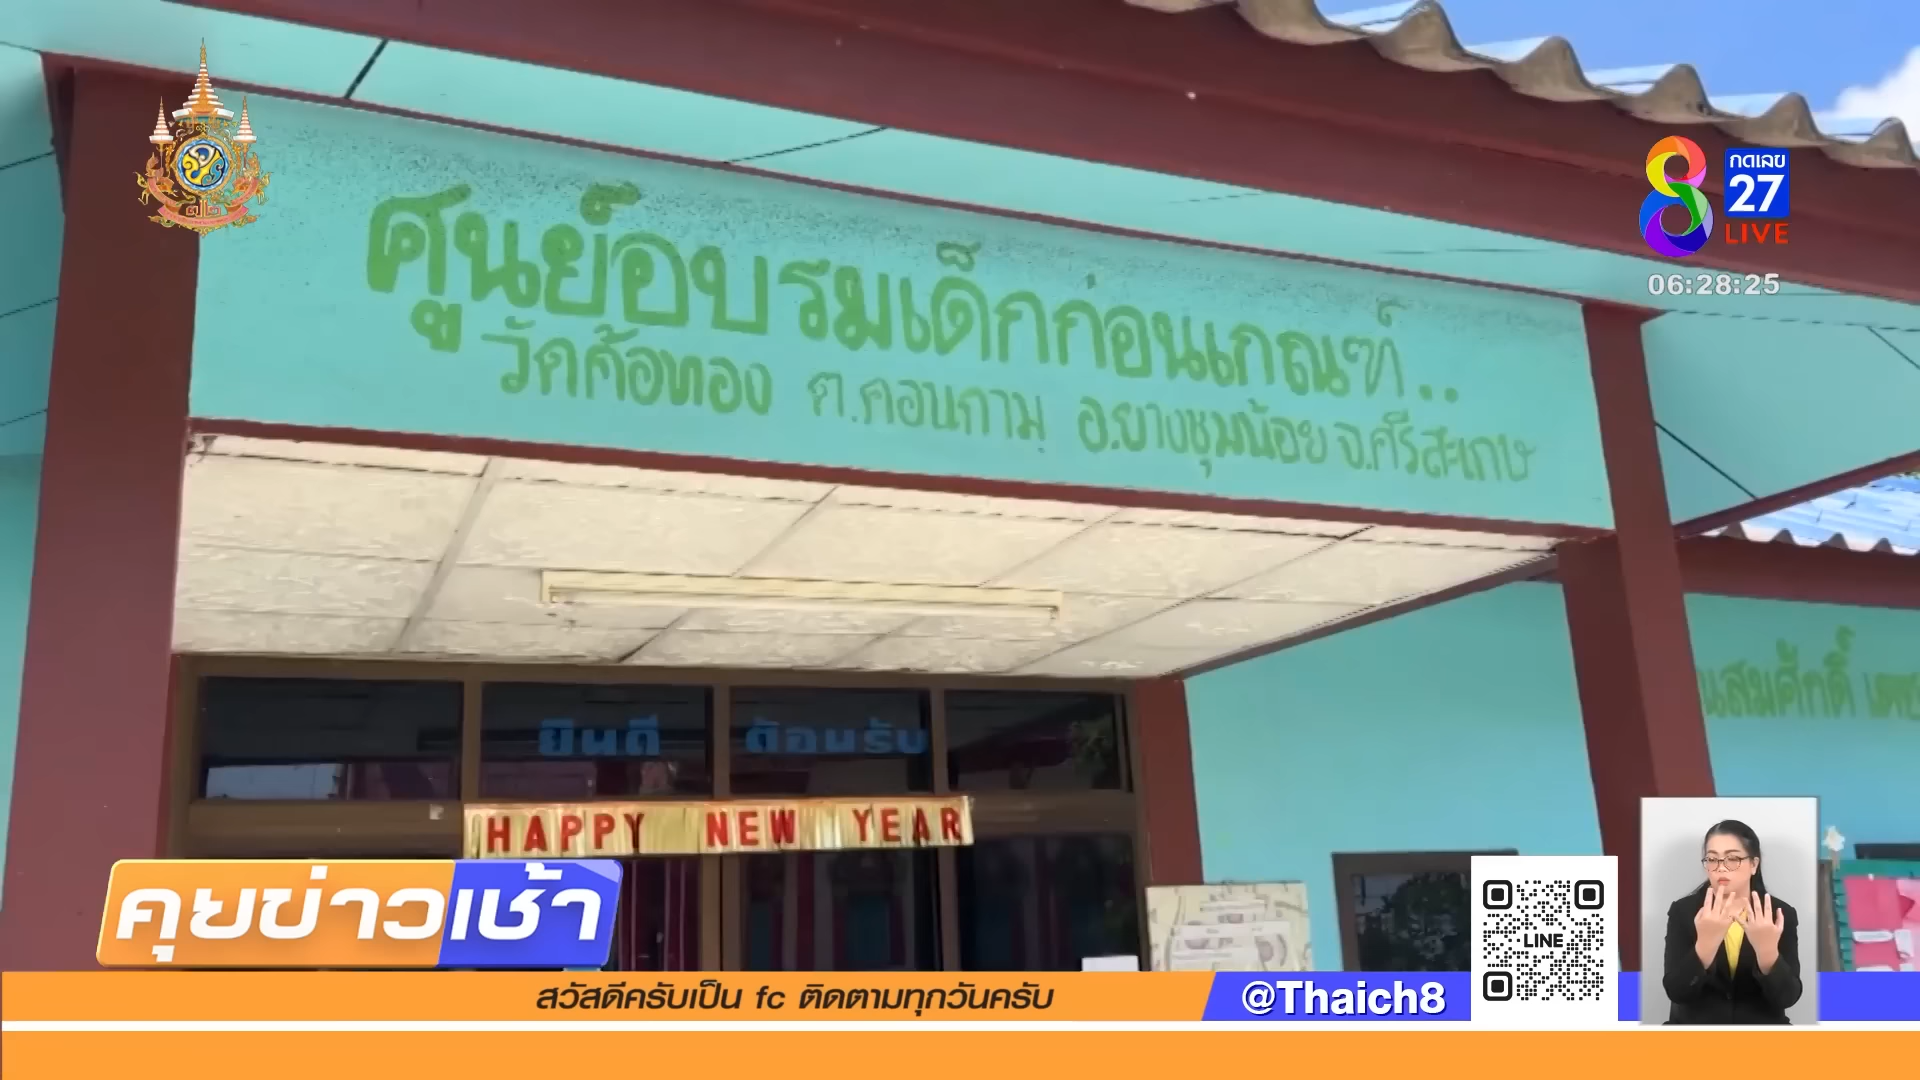 กดเลข
27
LIVE
06:28:25
ศูนย์อบรมเด็กก่อนเกณฑ์..
วัดค้อทอง ต.คอนกาม อ.ยางชุมน้อย จ.ศรีสะเกษ
สมศักดิ์
ยินดี ต้อนรับ
HAPPY NEW YEAR
คุยข่าวเช้า
LINE
สวัสดีครับเป็น fc ติดตามทุกวันครับ
@Thaich8